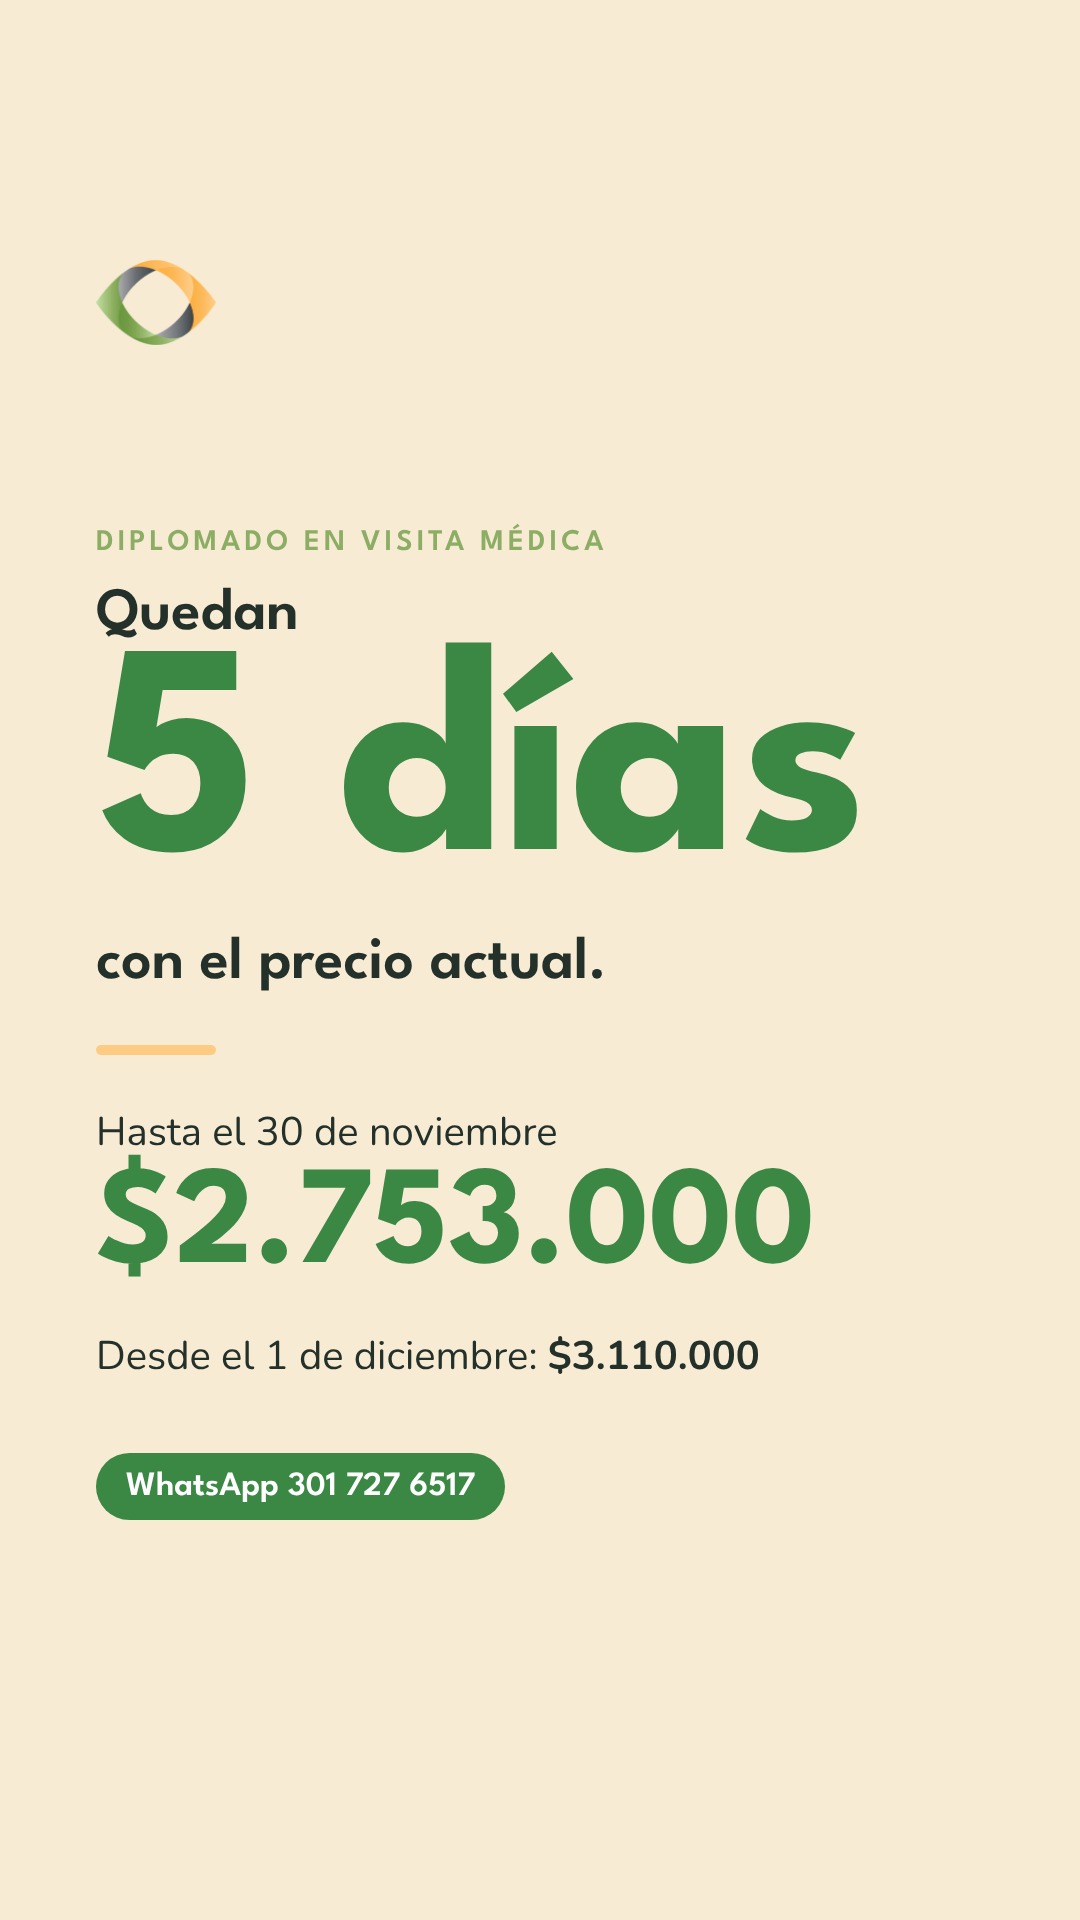 DIPLOMADO EN VISITA MÉDICA
Quedan
5 días
con el precio actual.
Hasta el 30 de noviembre
$2.753.000
Desde el 1 de diciembre: $3.110.000
WhatsApp 301 727 6517